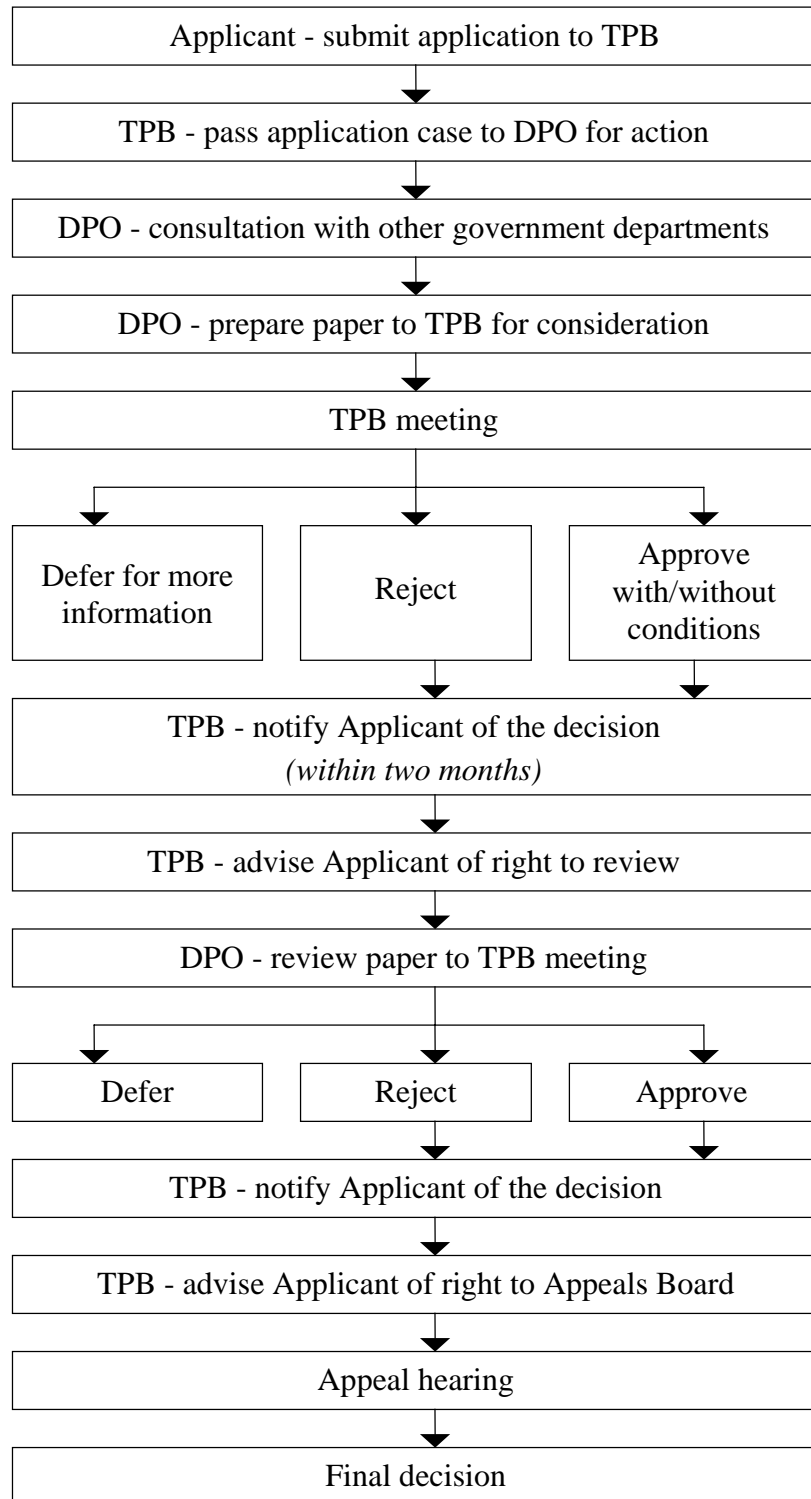 Applicant - submit application to TPB
TPB - pass application case to DPO for action
DPO - consultation with other government departments
DPO - prepare paper to TPB for consideration
TPB meeting
Defer for more
information
Reject
Approve
with/without
conditions
TPB - notify Applicant of the decision
(within two months)
TPB - advise Applicant of right to review
DPO - review paper to TPB meeting
Defer
Reject
Approve
TPB - notify Applicant of the decision
TPB - advise Applicant of right to Appeals Board
Appeal hearing
Final decision